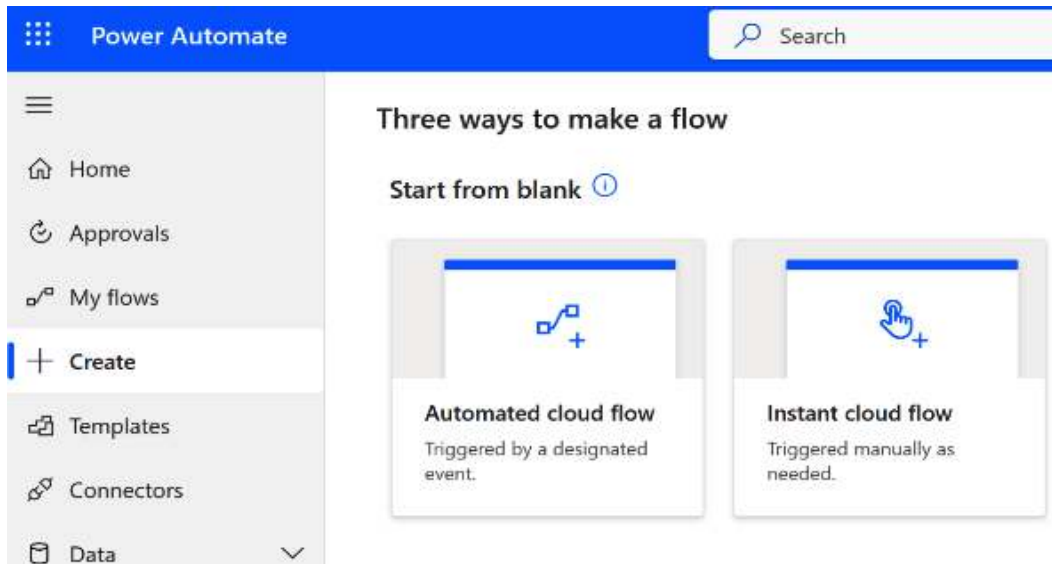 Power Automate
Search
Home
Approvals
My flows
Create
Templates
Connectors
Data
Three ways to make a flow
Start from blank
Automated cloud flow
Triggered by a designated
event.
Instant cloud flow
Triggered manually as
needed.